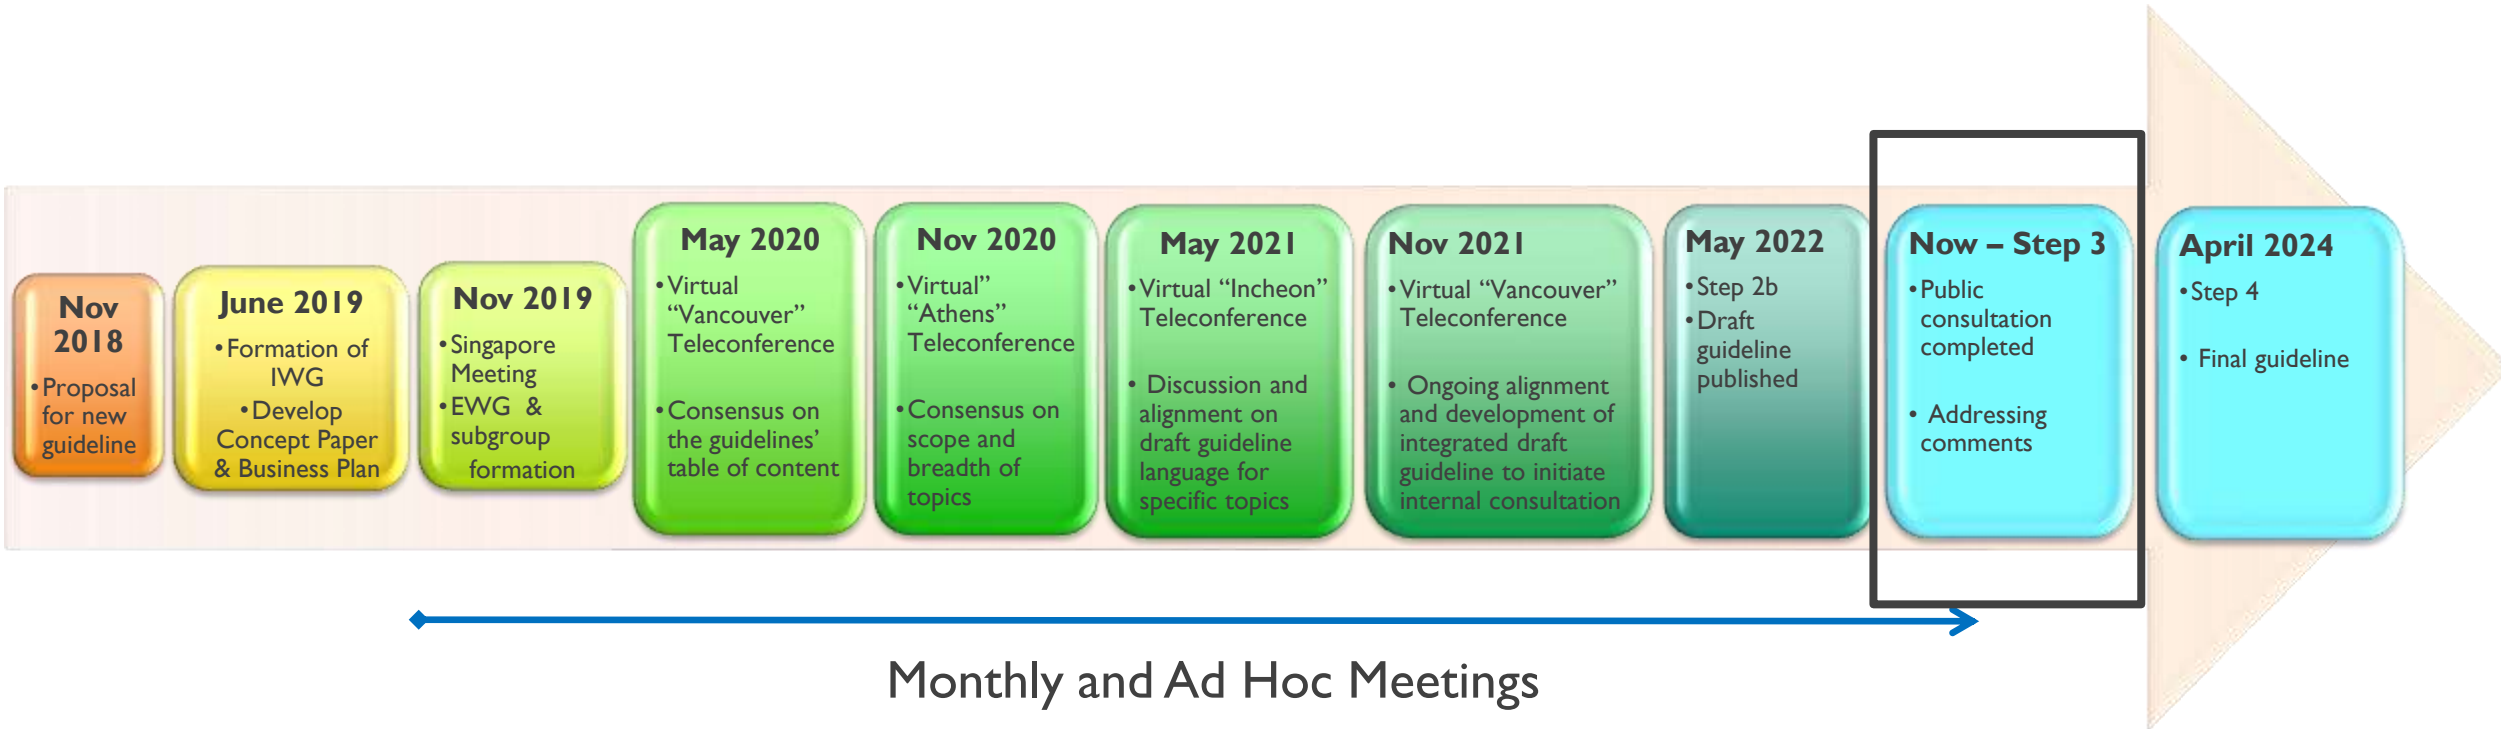 Nov
2018
•Proposal
for new
guideline
June 2019
•Formation of
IWG
•Develop
Concept Paper
& Business Plan
Nov 2019
•Singapore
Meeting
•EWG &
subgroup
formation
May 2020
•Virtual
“Vancouver”
Teleconference
•Consensus on
the guidelines’
table of content
Nov 2020
•Virtual”
“Athens”
Teleconference
•Consensus on
scope and
breadth of
topics
May 2021
•Virtual “Incheon”
Teleconference
• Discussion and
alignment on
draft guideline
language for
specific topics
Nov 2021
•Virtual “Vancouver”
Teleconference
• Ongoing alignment
and development of
integrated draft
guideline to initiate
internal consultation
May 2022
•Step 2b
•Draft
guideline
published
Now – Step 3
•Public
consultation
completed
• Addressing
comments
April 2024
•Step 4
• Final guideline
Monthly and Ad Hoc Meetings